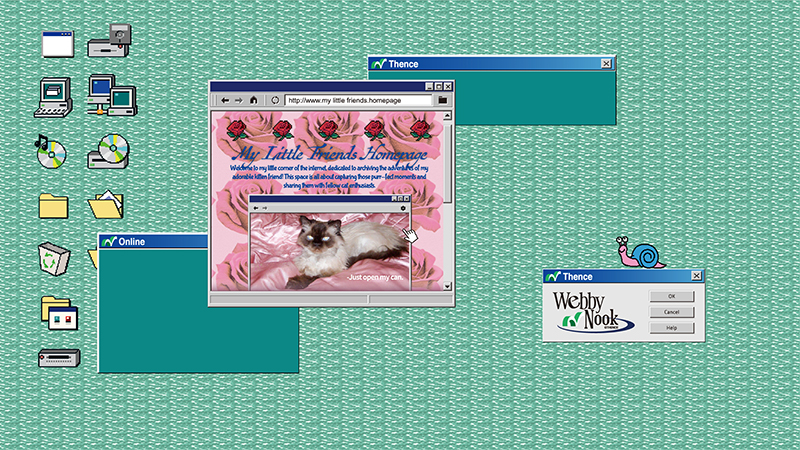 Thence
http://www.my little friends.homepage
My Little Friends Homepage
Welcome to my little corner of the internet, dedicated to archiving the adventures of my
adorable kitten friend! This space is all about capturing those purr-fect moments and
sharing them with fellow cat enthusiasts.
-Just open my can.
Online
Thence
Webby
Nook
OK
Cancel
Help